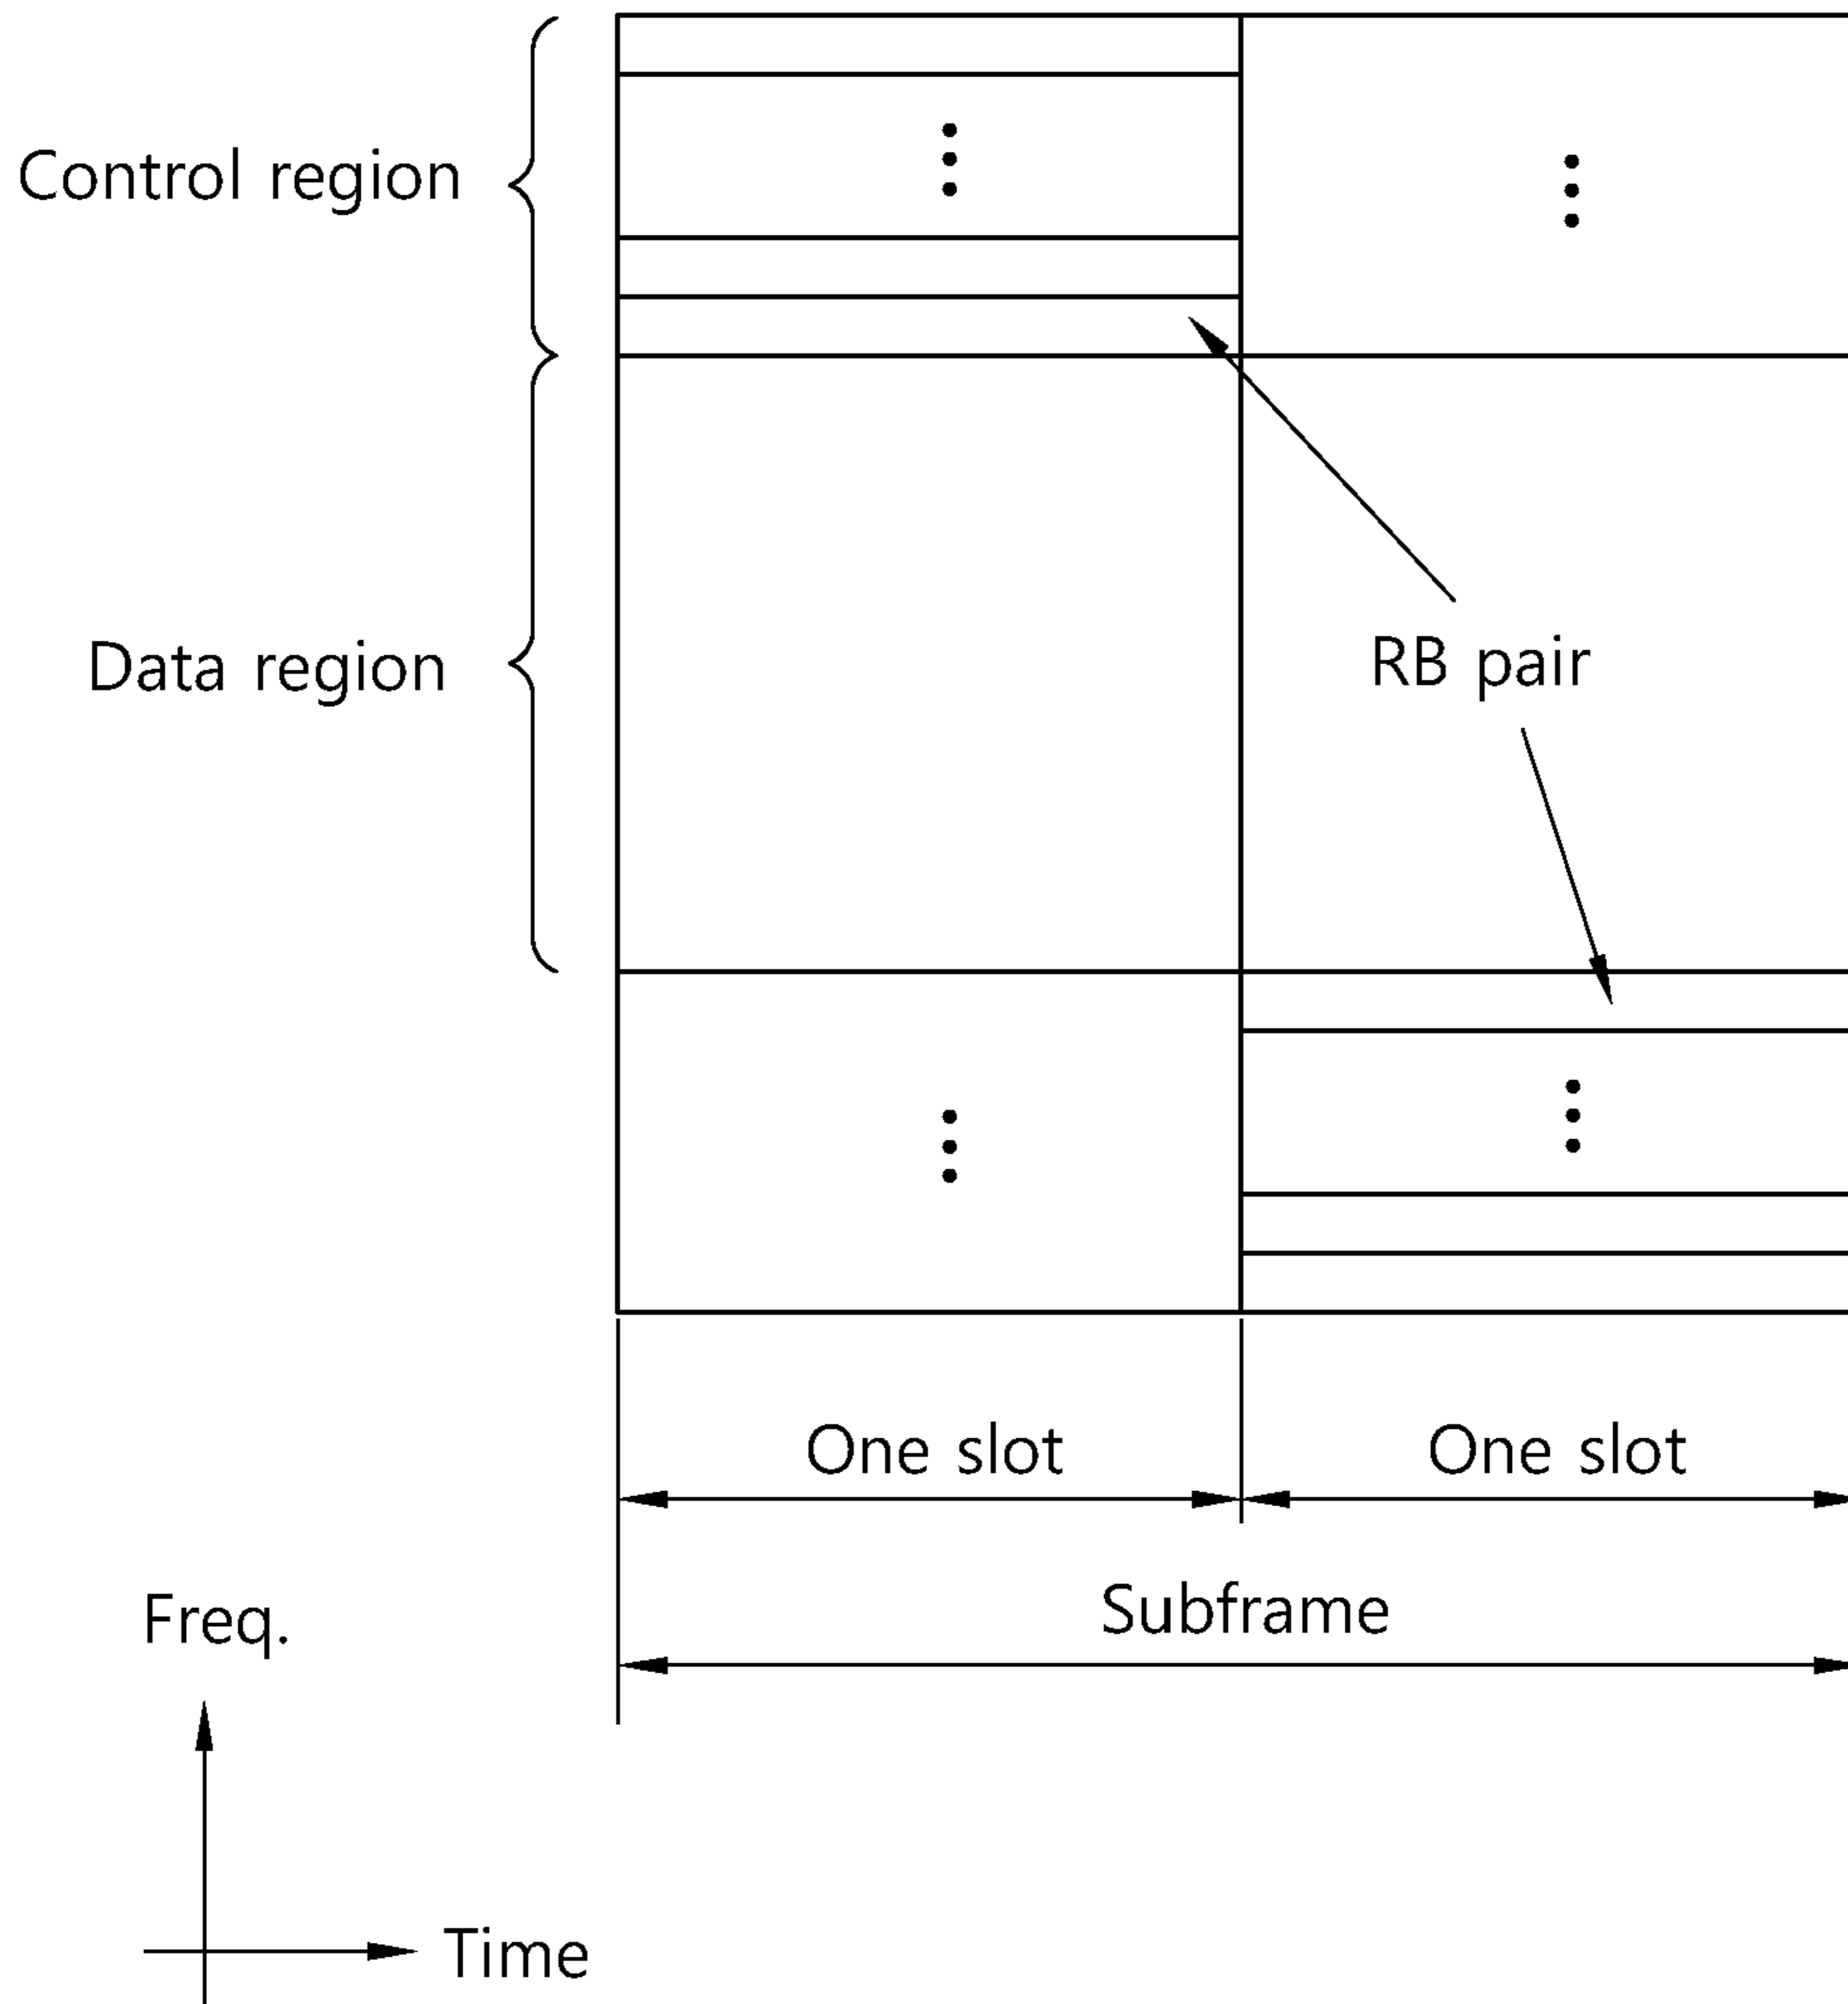 Control region
Data region
RB pair
One slot
One slot
Subframe
Freq.
Time